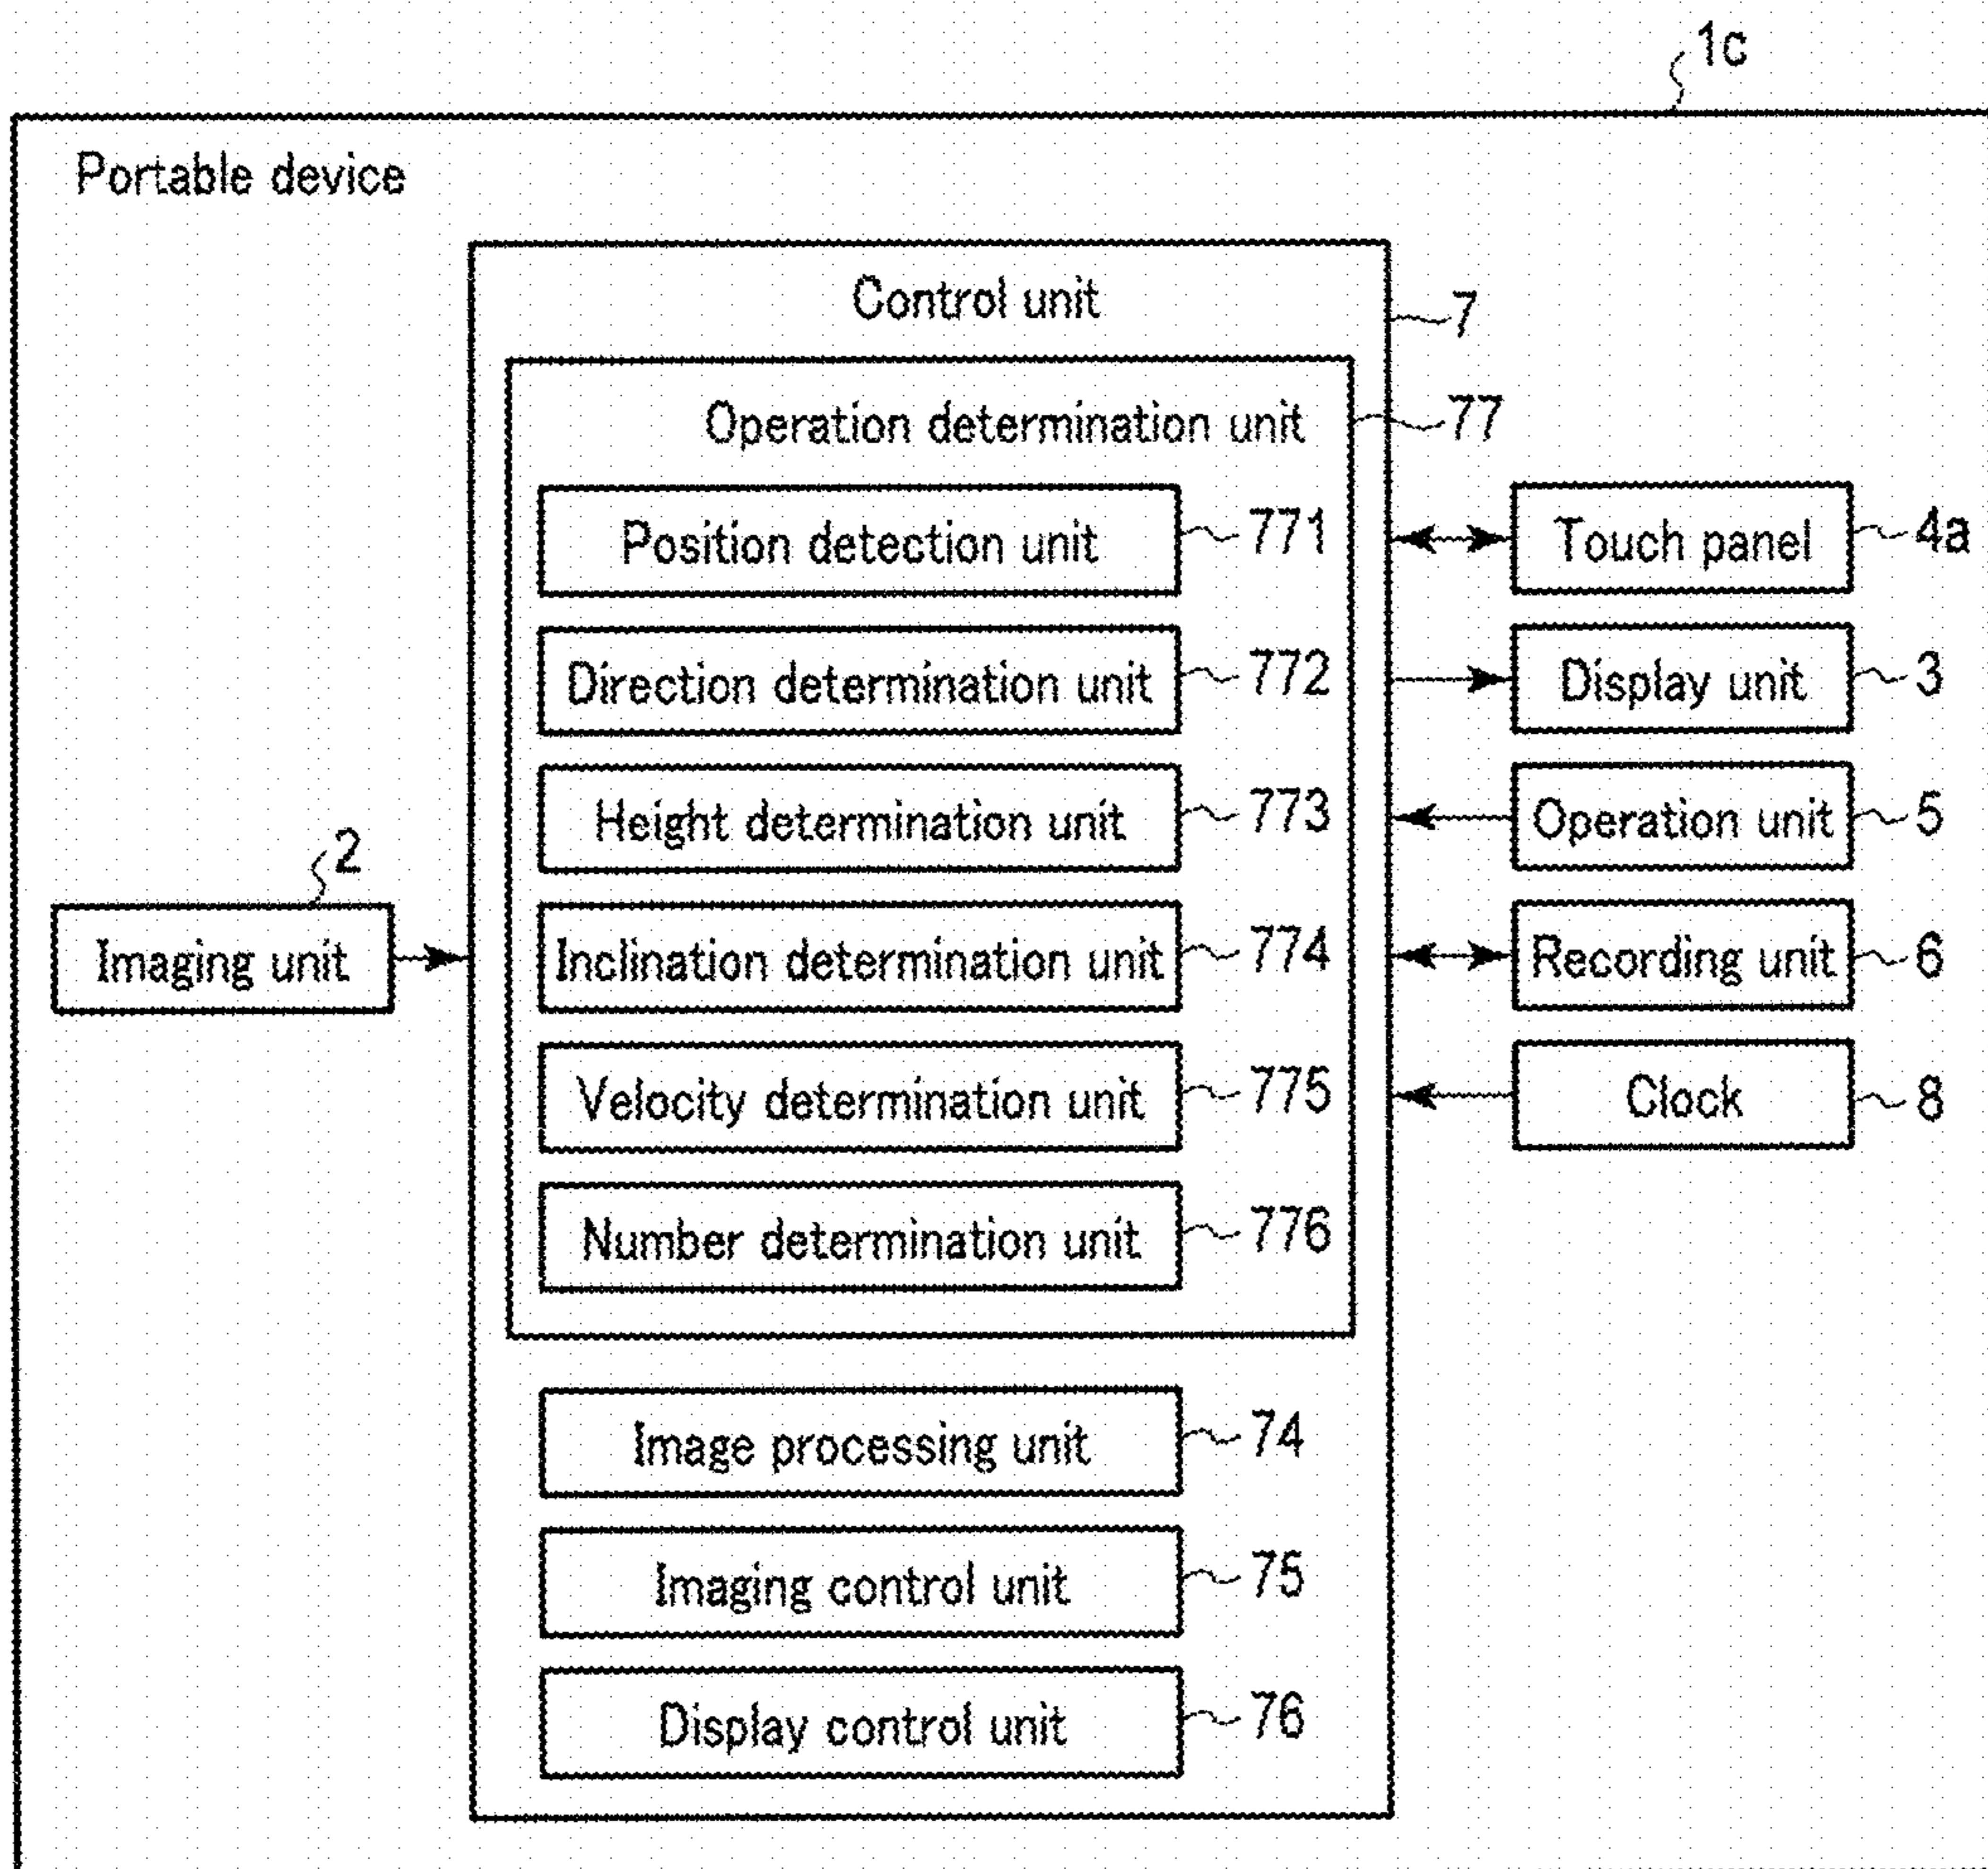 1c
Portable device
Control unit
7
Operation determination unit
77
Position detection unit
771
Touch panel
4a
Direction determination unit
772
Display unit
3
Height determination unit
773
Operation unit
5
2
Imaging unit
Inclination determination unit
774
Recording unit
6
Velocity determination unit
775
Clock
8
Number determination unit
776
Image processing unit
74
Imaging control unit
75
Display control unit
76